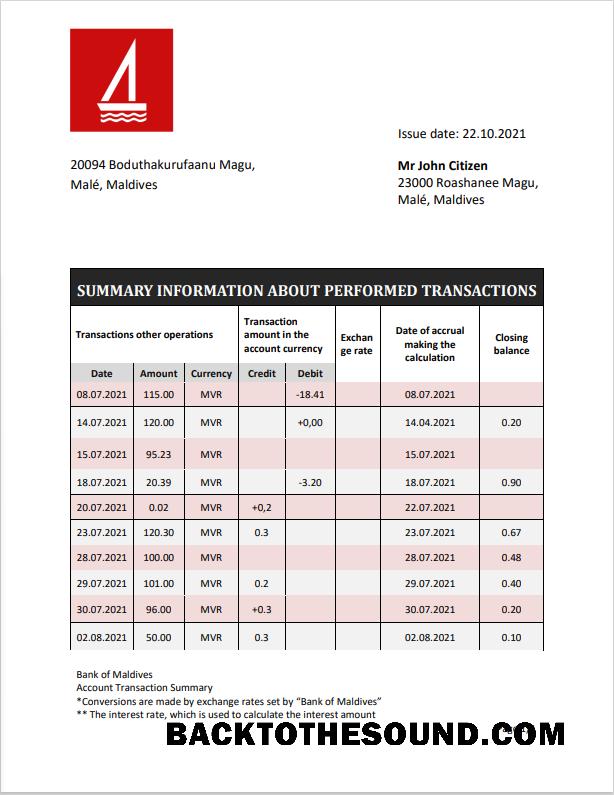 Issue date: 22.10.2021
20094 Boduthakurufaanu Magu,
Malé, Maldives
Mr John Citizen
23000 Roashanee Magu,
Malé, Maldives
SUMMARY INFORMATION ABOUT PERFORMED TRANSACTIONS
Transactions other operations
Transaction
amount in the
account currency
Exchan
ge rate
Date of accrual
making the
calculation
Closing
balance
Date Amount Currency Credit Debit
08.07.2021 115.00 MVR -18.41 08.07.2021
14.07.2021 120.00 MVR +0,00 14.04.2021 0.20
15.07.2021 95.23 MVR 15.07.2021
18.07.2021 20.39 MVR -3.20 18.07.2021 0.90
20.07.2021 0.02 MVR +0,2 22.07.2021
23.07.2021 120.30 MVR 0.3 23.07.2021 0.67
28.07.2021 100.00 MVR 28.07.2021 0.48
29.07.2021 101.00 MVR 0.2 29.07.2021 0.40
30.07.2021 96.00 MVR +0.3 30.07.2021 0.20
02.08.2021 50.00 MVR 0.3 02.08.2021 0.10
Bank of Maldives
Account Transaction Summary
*Conversions are made by exchange rates set by “Bank of Maldives”
** The interest rate, which is used to calculate the interest amount
BACKTOTHESOUND.COM